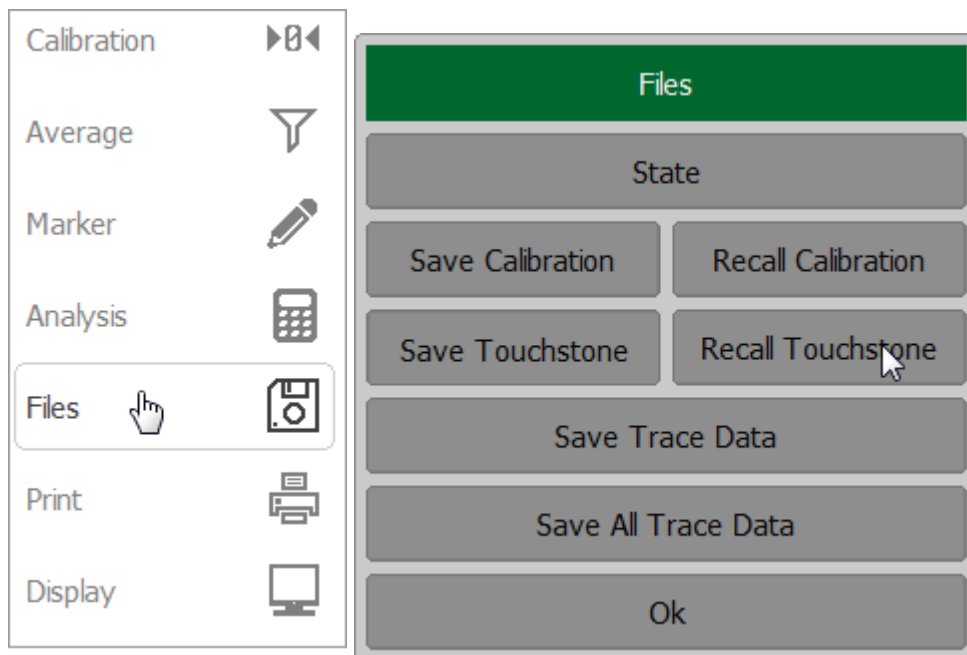 Calibration
Average
Marker
Analysis
Files
Print
Display
Files
State
Save Calibration
Recall Calibration
Save Touchstone
Recall Touchstone
Save Trace Data
Save All Trace Data
Ok